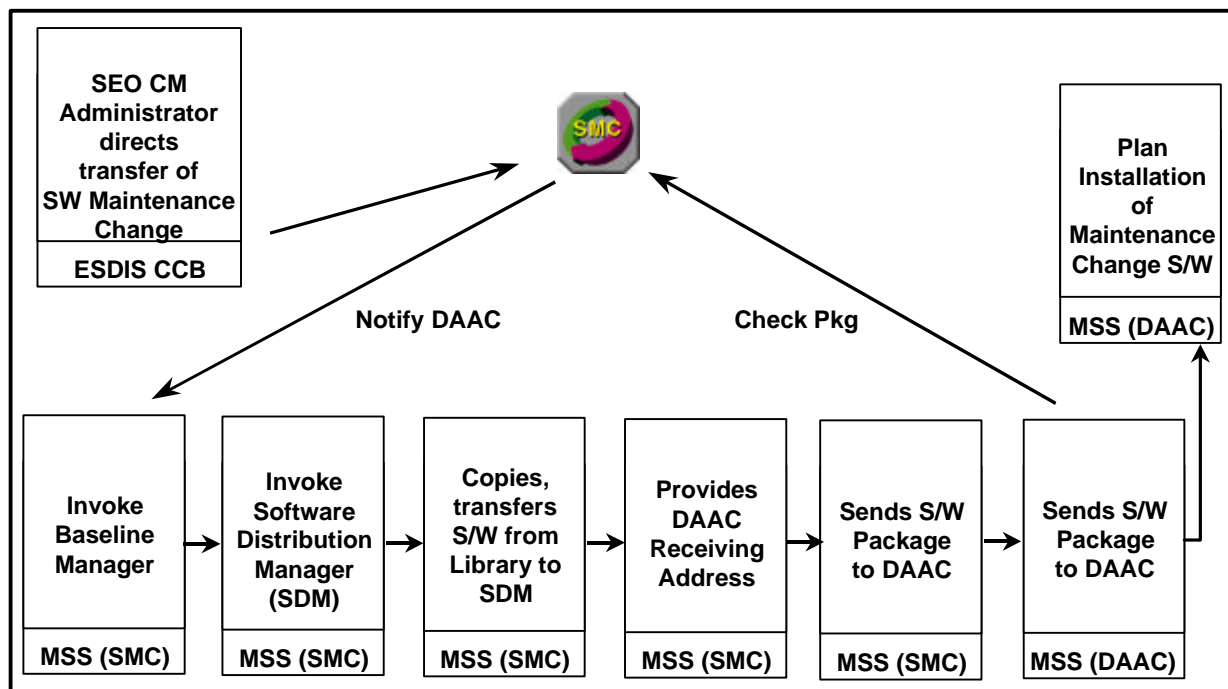 SEO CM
Administrator
directs
transfer of
SW Maintenance
Change
ESDIS CCB
SMC
Plan
Installation
of
Maintenance
Change S/W
MSS (DAAC)
Notify DAAC
Check Pkg
Invoke
Baseline
Manager
MSS (SMC)
Invoke
Software
Distribution
Manager
(SDM)
MSS (SMC)
Copies,
transfers
S/W from
Library to
SDM
MSS (SMC)
Provides
DAAC
Receiving
Address
MSS (SMC)
Sends S/W
Package
to DAAC
MSS (SMC)
Sends S/W
Package
to DAAC
MSS (DAAC)